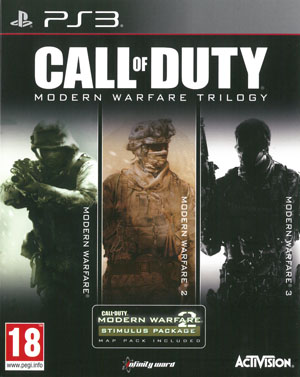 PS3
CALL OF DUTY
MODERN WARFARE TRILOGY
MODERN WARFARE®
MODERN WARFARE® 2
MODERN WARFARE® 3
CALL OF DUTY
MODERN WARFARE 2
STIMULUS PACKAGE
MAP PACK INCLUDED
18
www.pegi.info
infinity ward
ACTIVISION